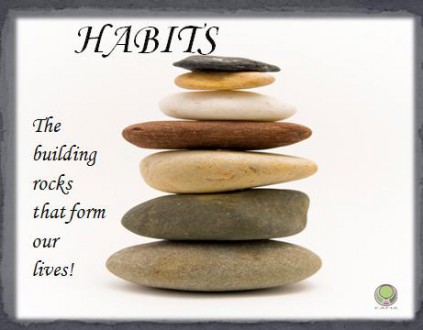 HABITS
The
building
rocks
that form
our
lives!